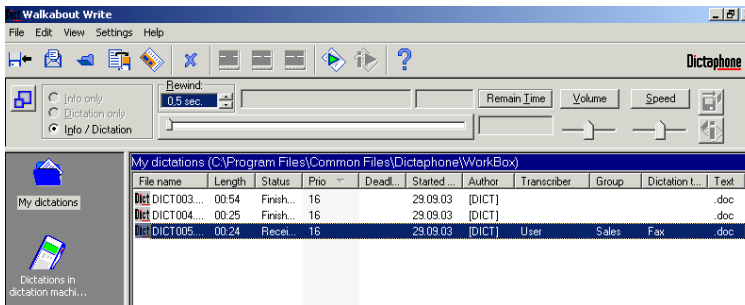 Walkabout Write
File Edit View Settings Help
Dictaphone
Info only
Dictation only
Info / Dictation
Rewind:
0,5 sec.
Remain Time
Volume
Speed
My dictations (C:\Program Files\Common Files\Dictaphone\WorkBox)
File name Length Status Prio Deadl... Started ... Author Transcriber Group Dictation t... Text
Dict DICT003.... 00:54 Finish... 16 29.09.03 [DICT] .doc
Dict DICT004.... 00:25 Finish... 16 29.09.03 [DICT] .doc
Dict DICT005.... 00:24 Recei... 16 29.09.03 [DICT] User Sales Fax .doc
My dictations
Dictations in
dictation machi...